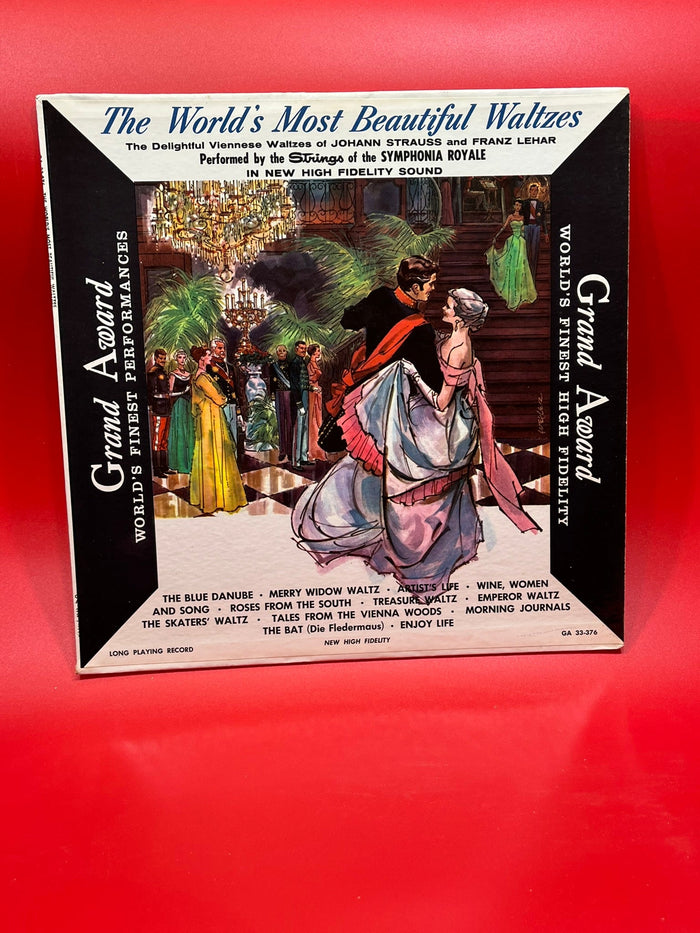 The World's Most Beautiful Waltzes
The Delightful Viennese Waltzes of JOHANN STRAUSS and FRANZ LEHAR
Performed by the Strings of the SYMPHONIA ROYALE
IN NEW HIGH FIDELITY SOUND
Grand Award
WORLD'S FINEST PERFORMANCES
Grand Award
WORLD'S FINEST HIGH FIDELITY
THE BLUE DANUBE · MERRY WIDOW WALTZ · ARTIST'S LIFE · WINE, WOMEN
AND SONG · ROSES FROM THE SOUTH · TREASURE WALTZ · EMPEROR WALTZ
THE SKATERS' WALTZ · TALES FROM THE VIENNA WOODS · MORNING JOURNALS
THE BAT (Die Fledermaus) · ENJOY LIFE
NEW HIGH FIDELITY
LONG PLAYING RECORD
GA 33-376